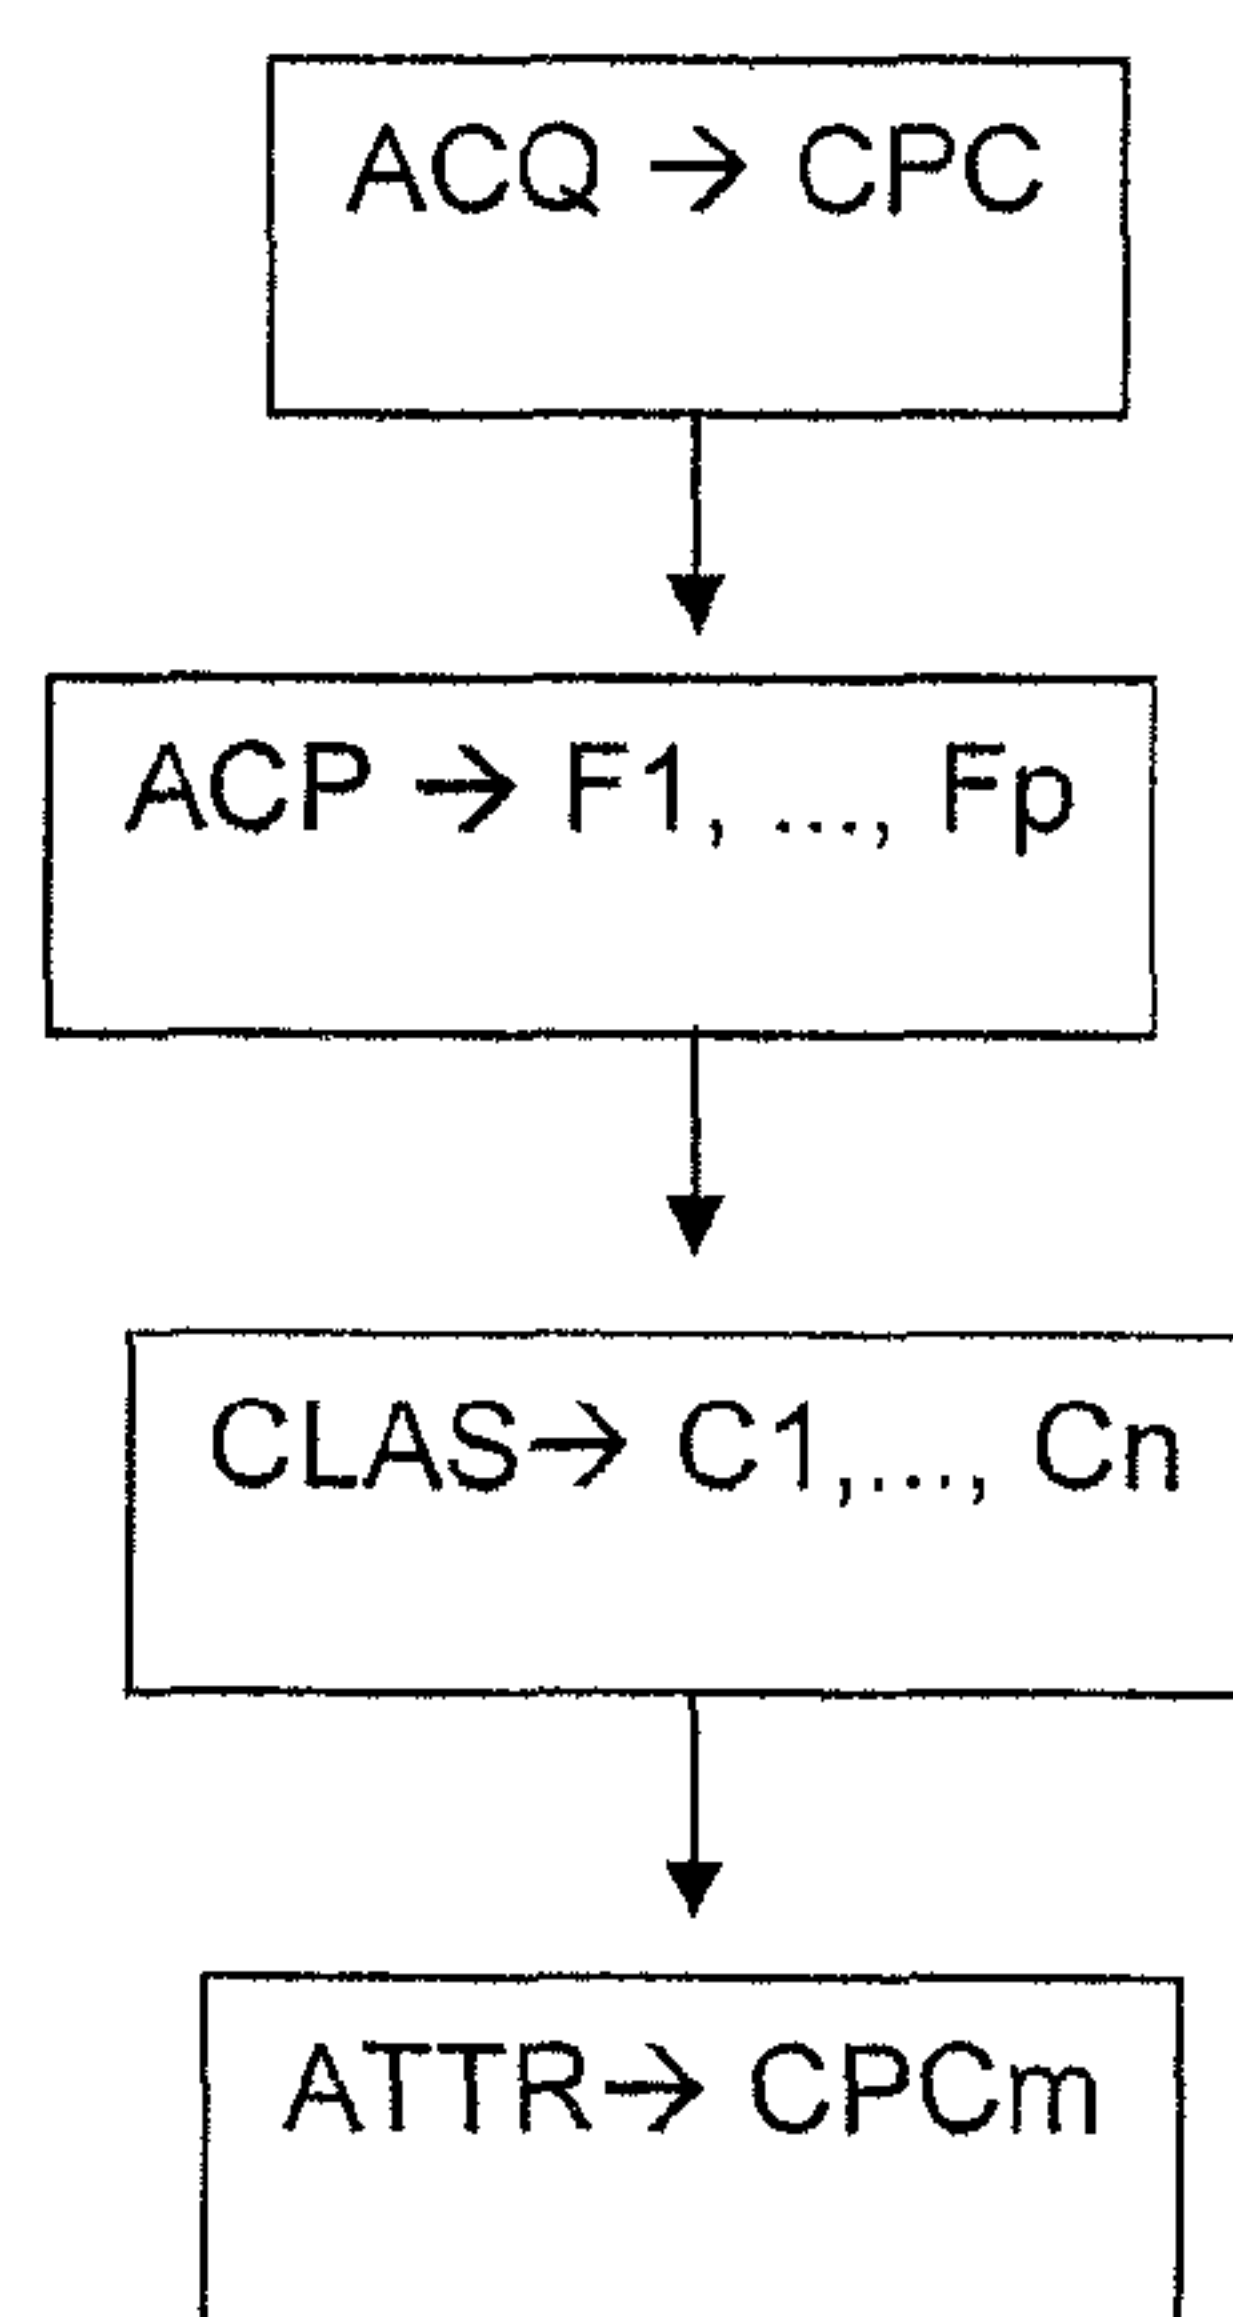 ACQ → CPC
ACP → F1, ..., Fp
CLAS→ C1,..., Cn
ATTR→ CPCm